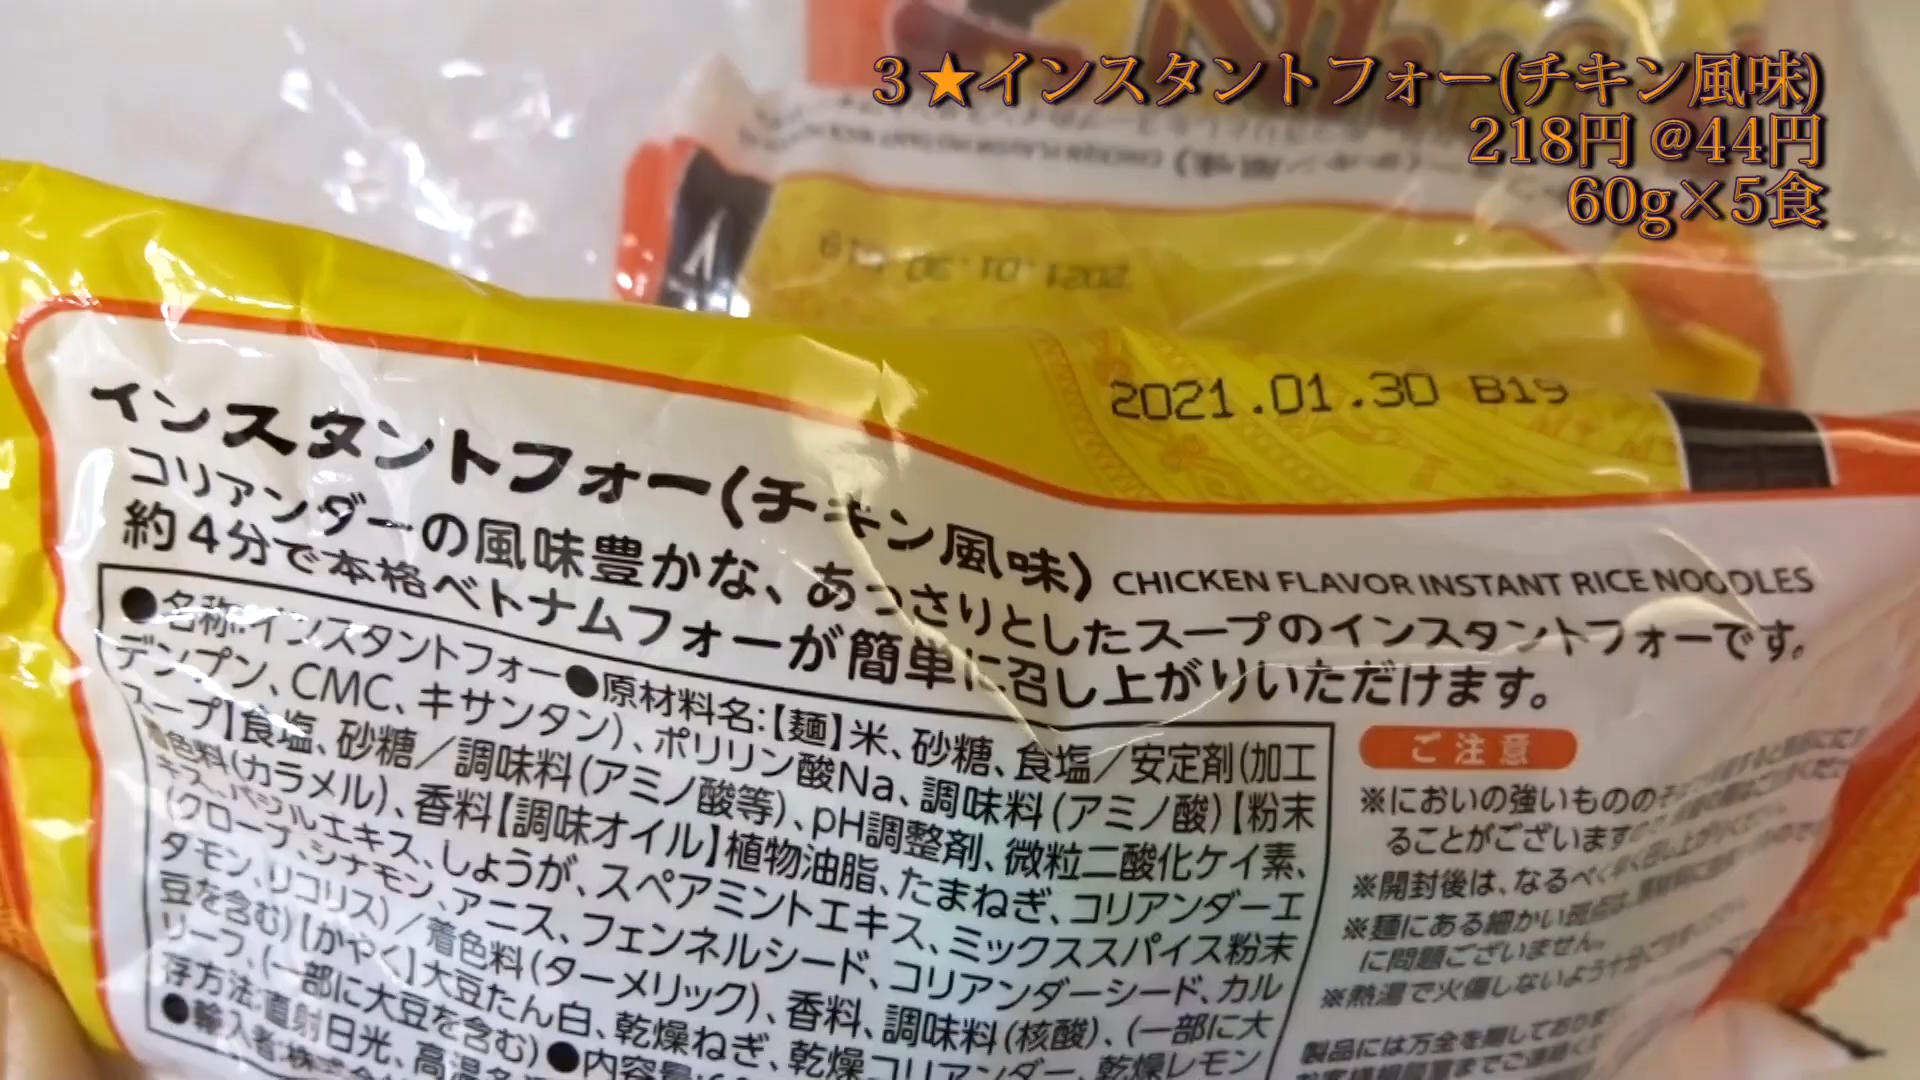 3★インスタントフォー(チキン風味)
218円 @44円
60g×5食
2021.01.30 B19
2021.01.30 B19
インスタントフォー(チキン風味) CHICKEN FLAVOR INSTANT RICE NOODLES
コリアンダーの風味豊かな、あっさりとしたスープのインスタントフォーです。
約4分で本格ベトナムフォーが簡単に召し上がりいただけます。
●名称:インスタントフォー●原材料名:【麺】米、砂糖、食塩/安定剤(加工
デンプン、CMC、キサンタン)、ポリリン酸Na、調味料(アミノ酸)【粉末
スープ】食塩、砂糖/調味料(アミノ酸等)、pH調整剤、微粒二酸化ケイ素、
着色料(カラメル)、香料【調味オイル】植物油脂、たまねぎ、コリアンダーエ
キス、バジルエキス、しょうが、スペアミントエキス、ミックススパイス粉末
(クローブ、シナモン、アニス、フェンネルシード、コリアンダーシード、カル
ダモン、リコリス)/着色料(ターメリック)、香料、調味料(核酸)、(一部に大
豆を含む)【かやく】大豆たん白、乾燥ねぎ、乾燥コリアンダー、乾燥レモン
リーフ、(一部に大豆を含む)●内容量:
存方法:直射日光、高温
●輸入者:株式会
ご注意
※においの強いものの
ることがございます
※開封後は、なるべく早く
※麺にある細かい斑点は
に問題ございません。
※熱湯で火傷しないよう十分
製品には万全を期しており